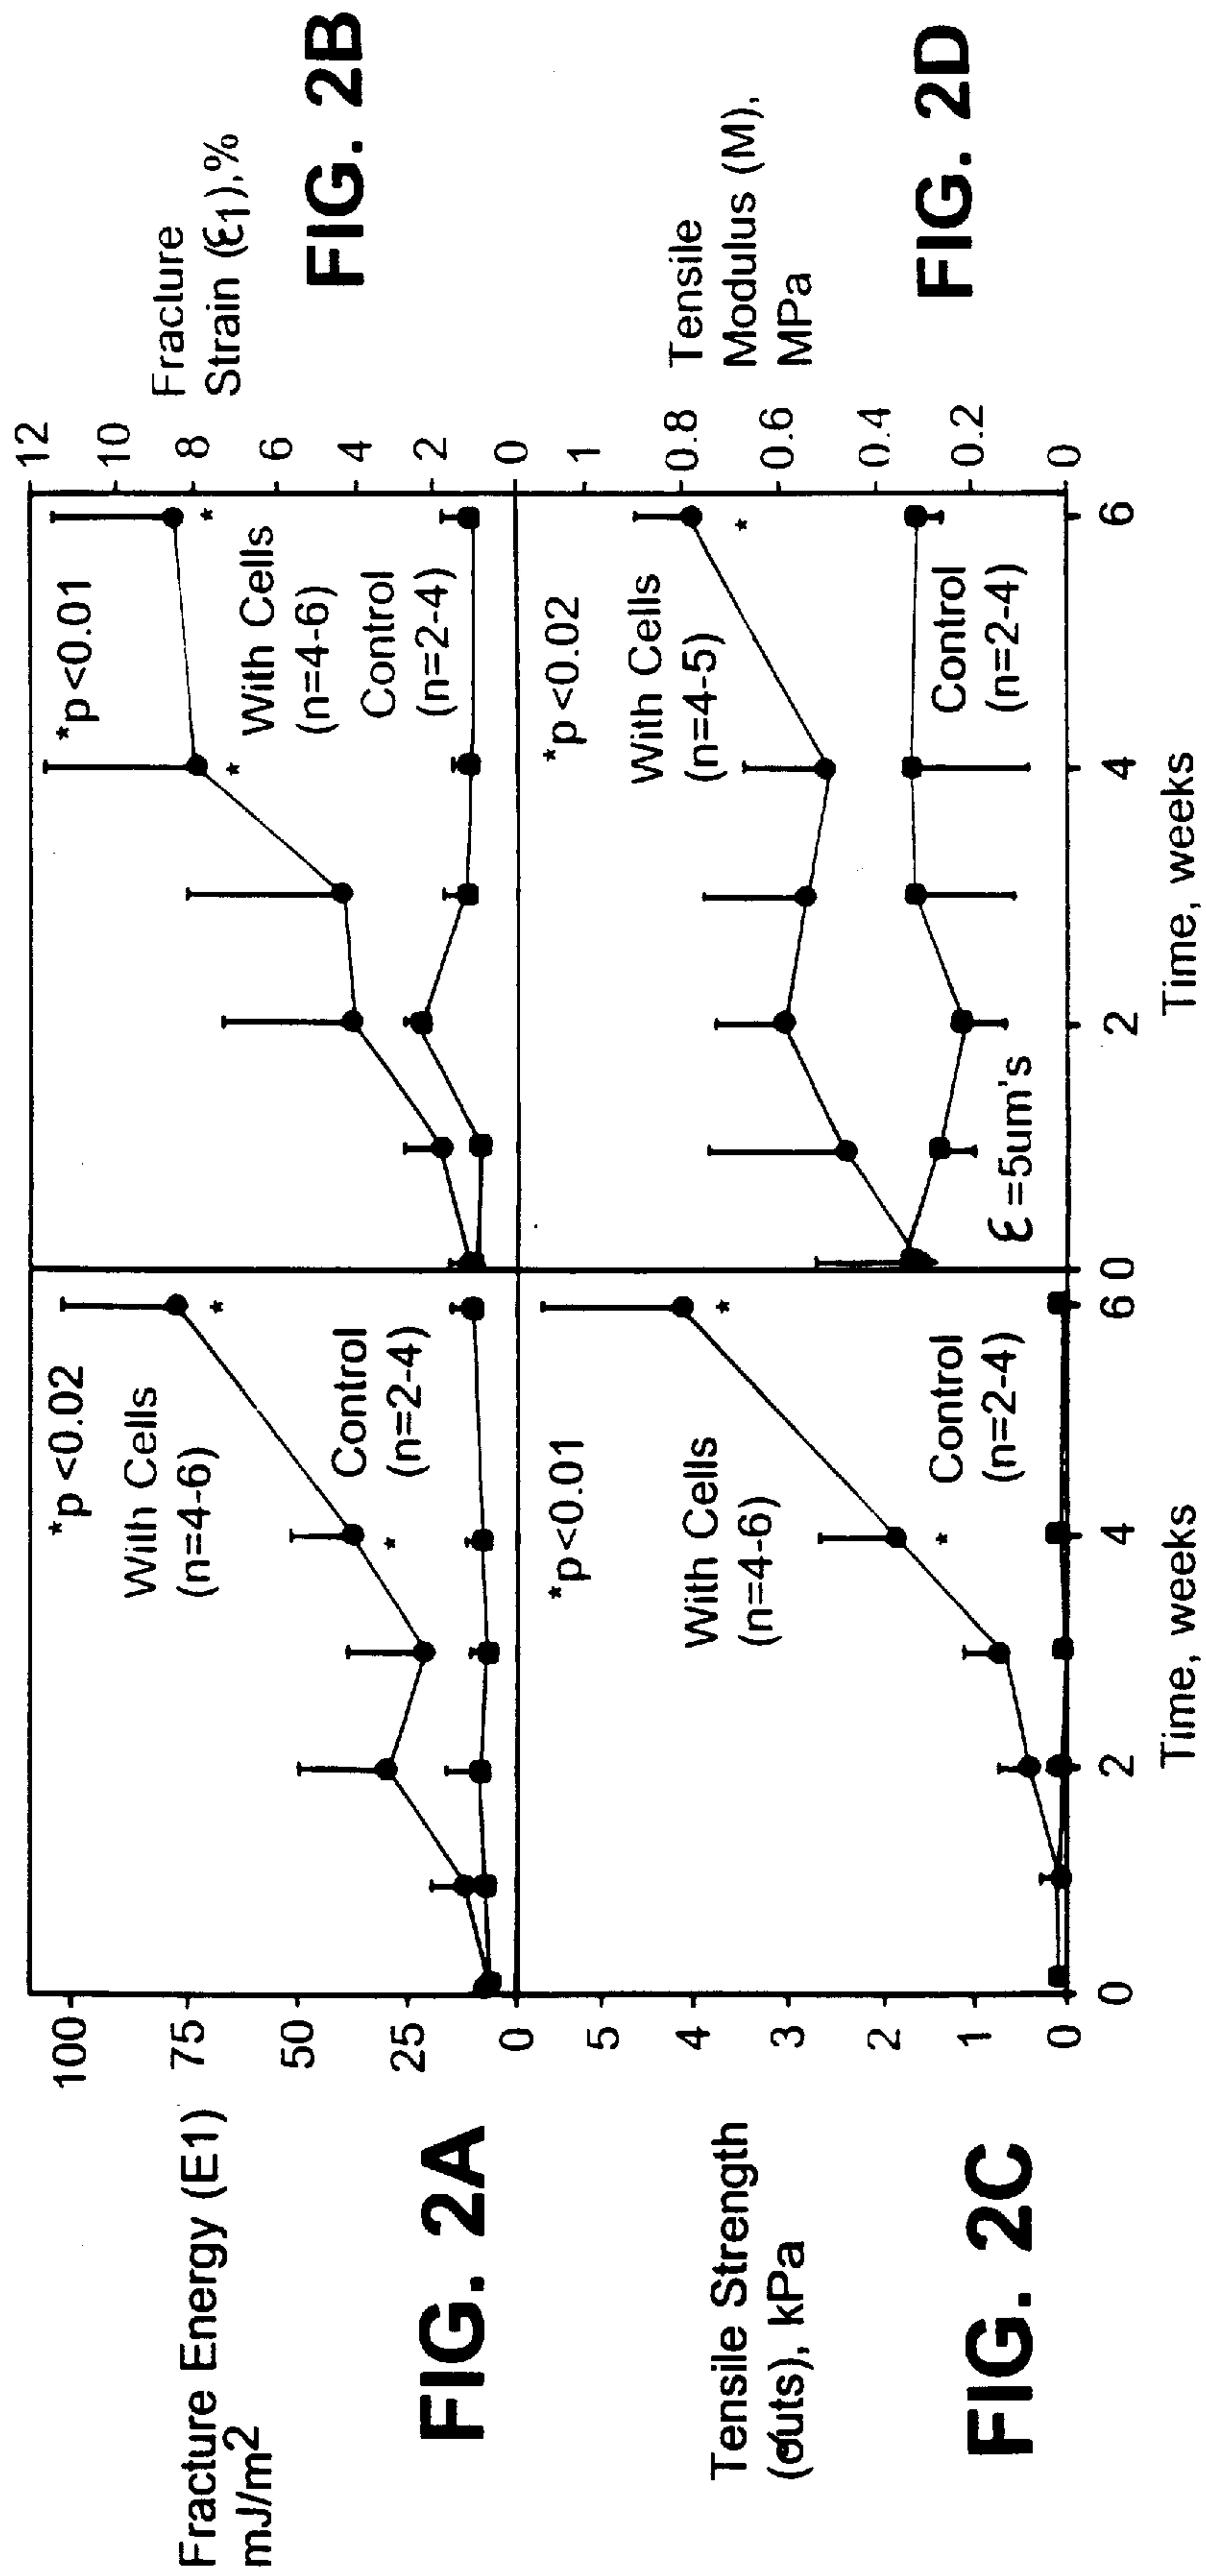 Fracture Energy (E1)
mJ/m2
FIG. 2A
100
75
50
25
0
*p <0.02
With Cells
(n=4-6)
*
*
Control
(n=2-4)
*p <0.01
With Cells
(n=4-6)
*
*
Control
(n=2-4)
12
10
8
6
4
2
0
Fracture
Strain (ε1),%
FIG. 2B
Tensile Strength
(σuts), kPa
FIG. 2C
5
4
3
2
1
0
*p<0.01
With Cells
(n=4-6)
*
*
Control
(n=2-4)
0 2 4 6
Time, weeks
*p <0.02
With Cells
(n=4-5)
*
Control
(n=2-4)
ε =5um's
0 2 4 6
Time, weeks
1
0.8
0.6
0.4
0.2
0
Tensile
Modulus (M),
MPa
FIG. 2D